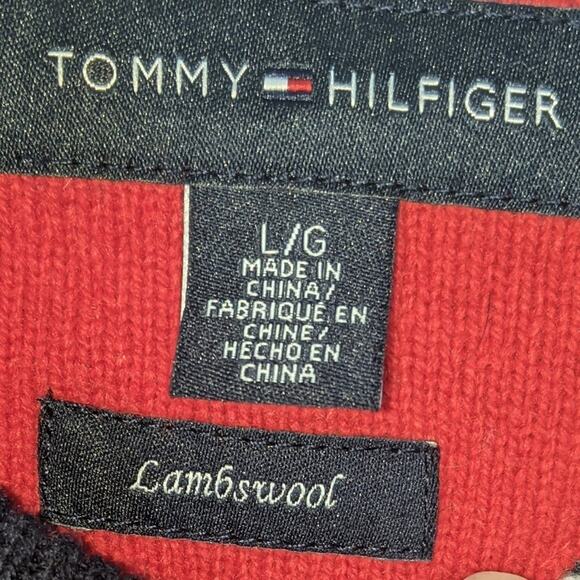 TOMMY HILFIGER
L/G
MADE IN
CHINA/
FABRIQUÉ EN
CHINE/
HECHO EN
CHINA
Lambswool